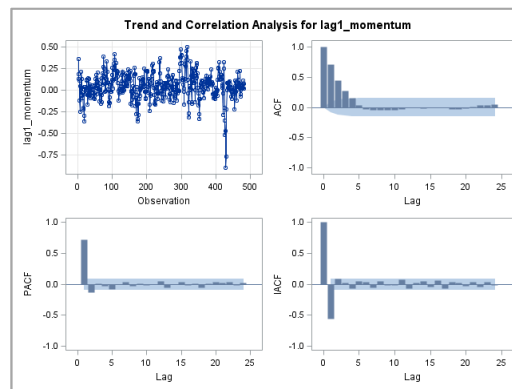 Trend and Correlation Analysis for lag1_momentum
lag1_momentum
0.50
0.25
0.00
-0.25
-0.50
-0.75
0 100 200 300 400 500
Observation
ACF
1.0
0.5
0.0
-0.5
-1.0
0 5 10 15 20 25
Lag
PACF
1.0
0.5
0.0
-0.5
-1.0
0 5 10 15 20 25
Lag
IACF
1.0
0.5
0.0
-0.5
-1.0
0 5 10 15 20 25
Lag